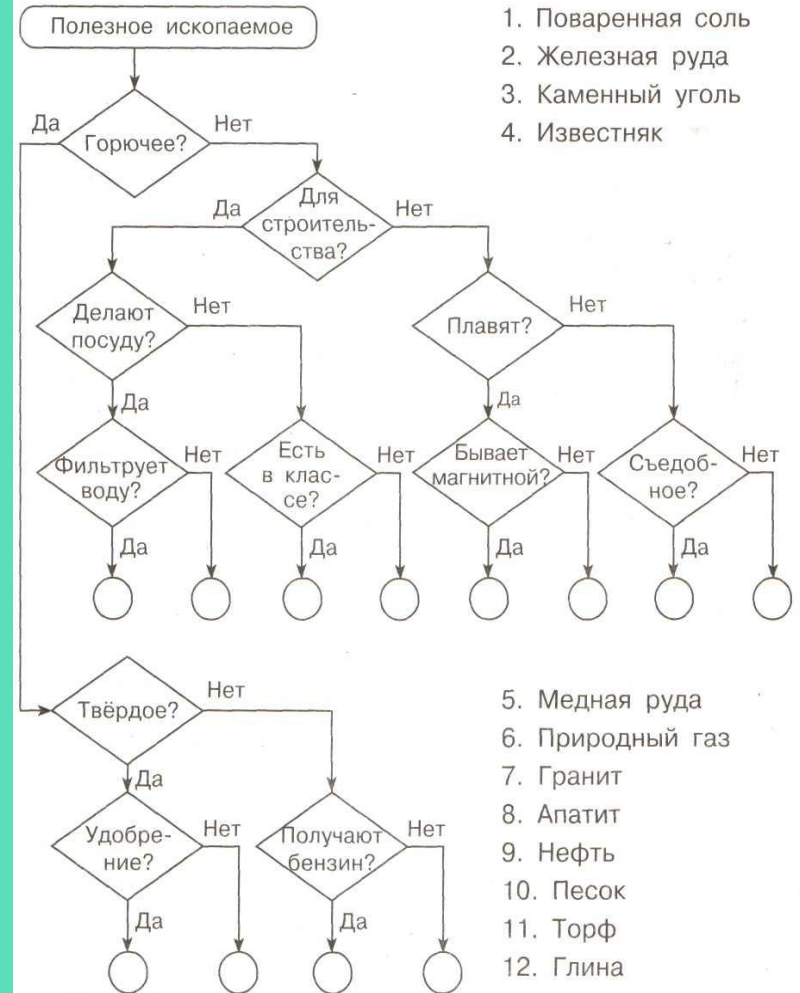 Полезное ископаемое
1. Поваренная соль
2. Железная руда
3. Каменный уголь
4. Известняк
Да
Горючее?
Нет
Да
Для
строитель-
ства?
Нет
Делают
посуду?
Нет
Плавят?
Нет
Да
Да
Фильтрует
воду?
Нет
Есть
в клас-
се?
Нет
Бывает
магнитной?
Нет
Съедоб-
ное?
Нет
Да
Да
Да
Да
Твёрдое?
Нет
Да
Удобре-
ние?
Нет
Получают
бензин?
Нет
Да
Да
5. Медная руда
6. Природный газ
7. Гранит
8. Апатит
9. Нефть
10. Песок
11. Торф
12. Глина